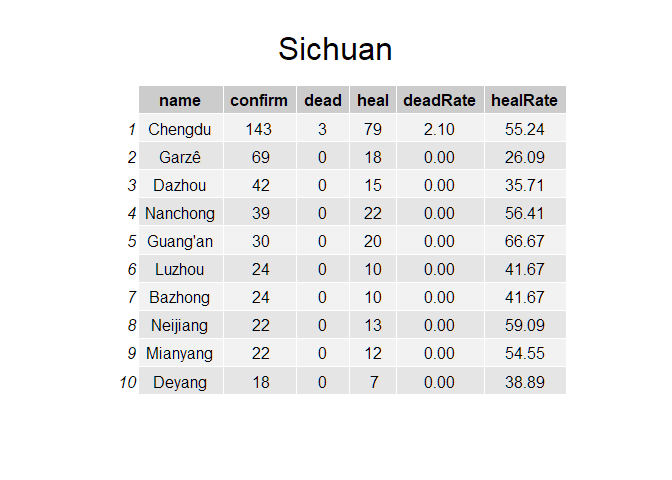 Sichuan
name confirm dead heal deadRate healRate
1 Chengdu 143 3 79 2.10 55.24
2 Garzê 69 0 18 0.00 26.09
3 Dazhou 42 0 15 0.00 35.71
4 Nanchong 39 0 22 0.00 56.41
5 Guang'an 30 0 20 0.00 66.67
6 Luzhou 24 0 10 0.00 41.67
7 Bazhong 24 0 10 0.00 41.67
8 Neijiang 22 0 13 0.00 59.09
9 Mianyang 22 0 12 0.00 54.55
10 Deyang 18 0 7 0.00 38.89